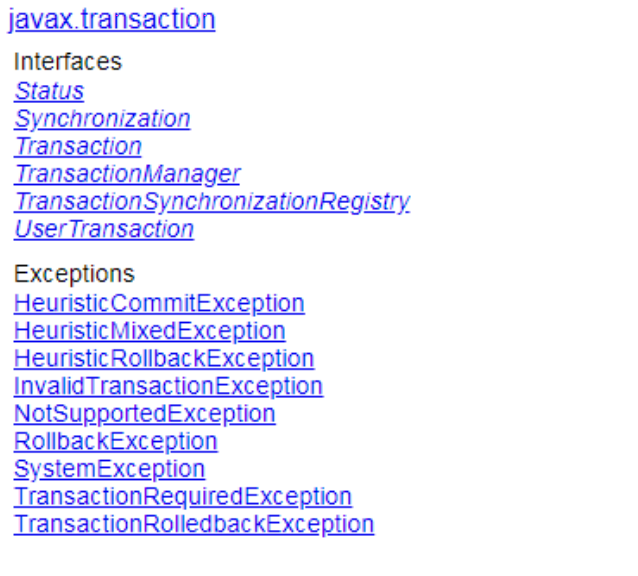 javax.transaction
Interfaces
Status
Synchronization
Transaction
TransactionManager
TransactionSynchronizationRegistry
UserTransaction
Exceptions
HeuristicCommitException
HeuristicMixedException
HeuristicRollbackException
InvalidTransactionException
NotSupportedException
RollbackException
SystemException
TransactionRequiredException
TransactionRolledbackException